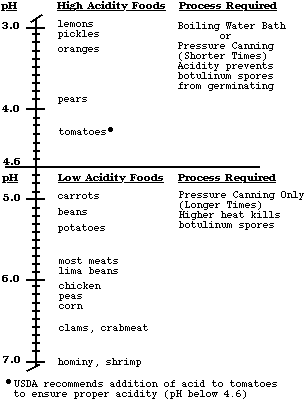 pH High Acidity Foods Process Required
3.0 lemons Boiling Water Bath
pickles or
oranges Pressure Canning
(Shorter Times)
Acidity prevents
botulinum spores
from germinating
pears
4.0
tomatoes●
4.6
pH Low Acidity Foods Process Required
5.0 carrots Pressure Canning Only
(Longer Times)
beans Higher heat kills
potatoes botulinum spores
most meats
lima beans
6.0 chicken
peas
corn
clams, crabmeat
7.0 hominy, shrimp
●USDA recommends addition of acid to tomatoes
to ensure proper acidity (pH below 4.6)